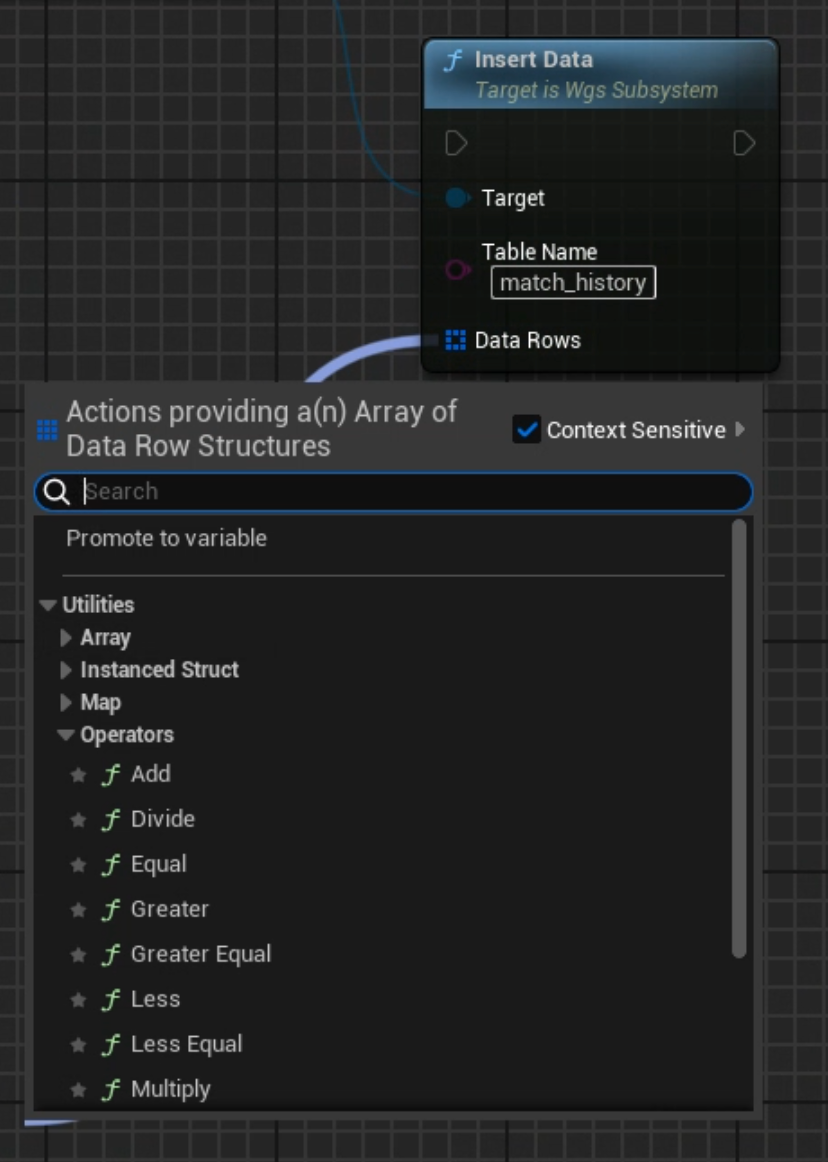 Insert Data
Target is Wgs Subsystem
Target
Table Name
match_history
Data Rows
Actions providing a(n) Array of
Data Row Structures
Context Sensitive
Search
Promote to variable
Utilities
Array
Instanced Struct
Map
Operators
Add
Divide
Equal
Greater
Greater Equal
Less
Less Equal
Multiply